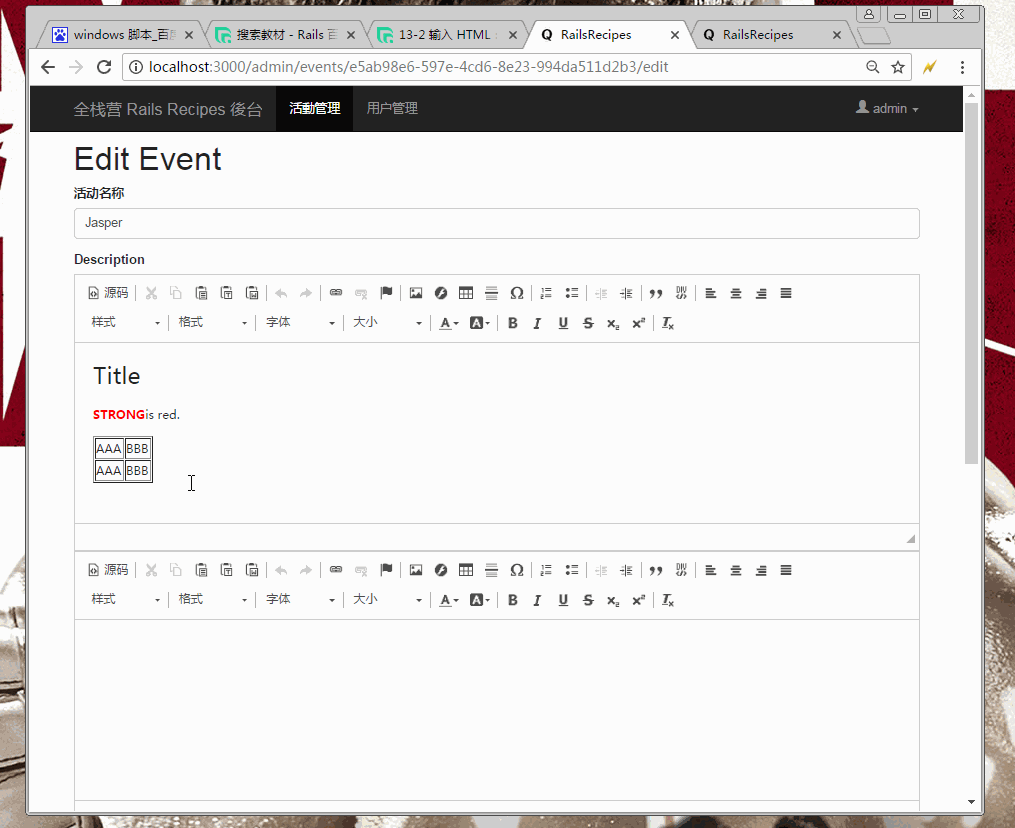 windows 脚本_百
搜索教材 - Rails 百
13-2 输入 HTML
RailsRecipes
RailsRecipes
localhost:3000/admin/events/e5ab98e6-597e-4cd6-8e23-994da511d2b3/edit
全栈营 Rails Recipes 後台
活動管理
用户管理
admin
Edit Event
活动名称
Jasper
Description
源码
样式 格式 字体 大小
Title
STRONGis red.
AAA BBB
AAA BBB
源码
样式 格式 字体 大小